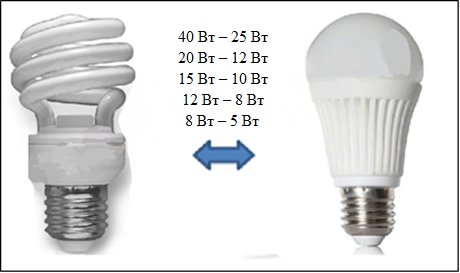 40 Вт – 25 Вт
20 Вт – 12 Вт
15 Вт – 10 Вт
12 Вт – 8 Вт
8 Вт – 5 Вт